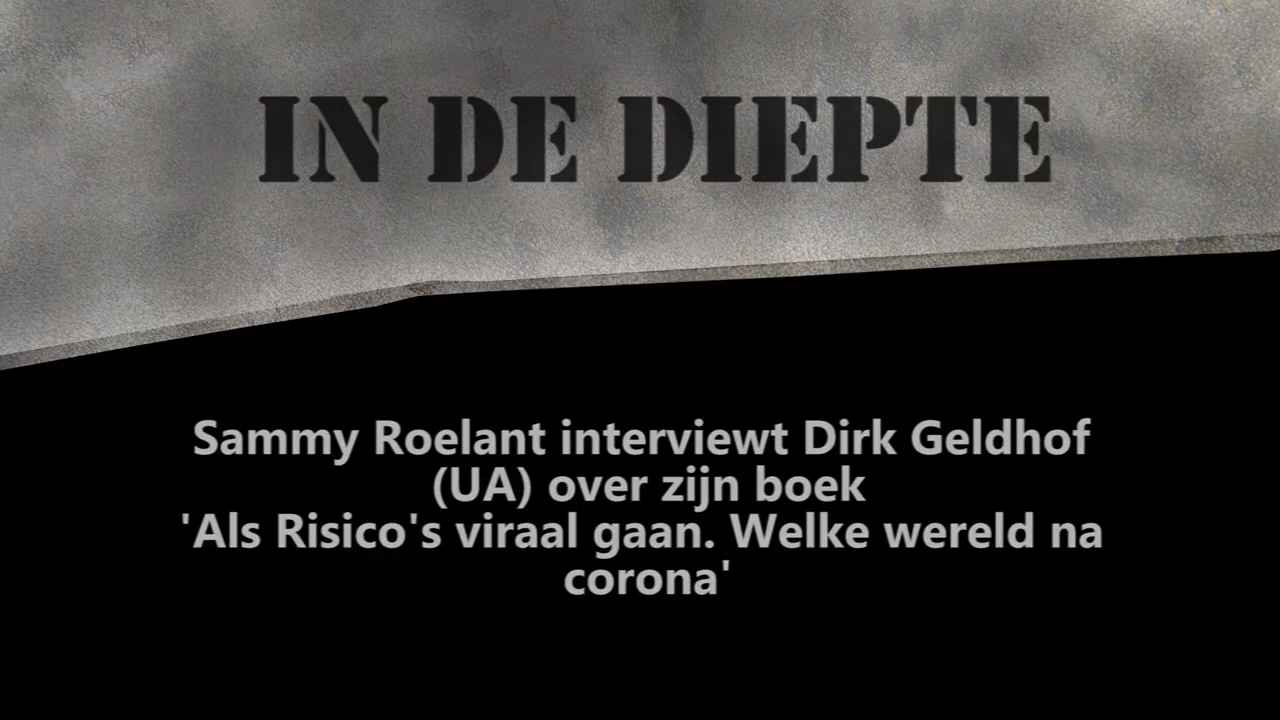 IN DE DIEPTE
Sammy Roelant interviewt Dirk Geldhof
(UA) over zijn boek
'Als Risico's viraal gaan. Welke wereld na
corona'